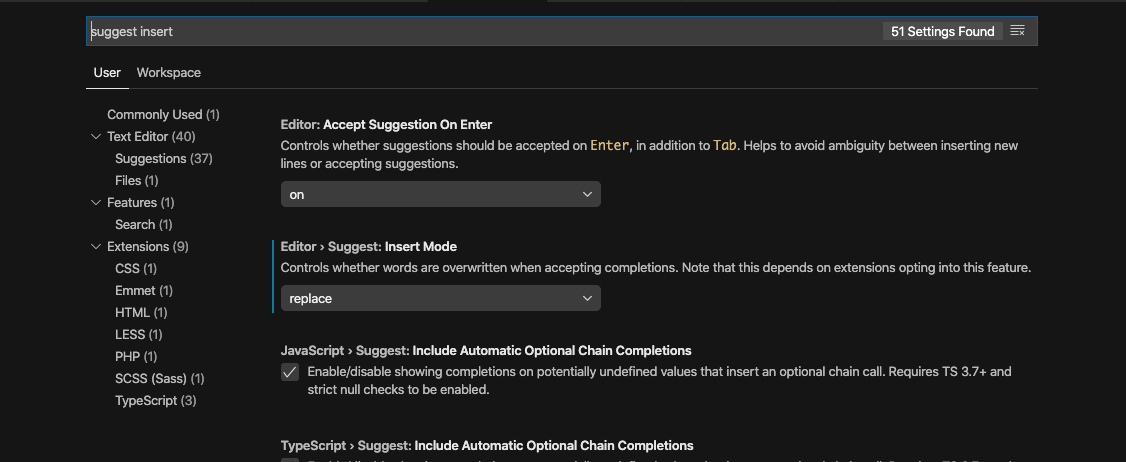 suggest insert
51 Settings Found
User
Workspace
Commonly Used (1)
Text Editor (40)
Suggestions (37)
Files (1)
Features (1)
Search (1)
Extensions (9)
CSS (1)
Emmet (1)
HTML (1)
LESS (1)
PHP (1)
SCSS (Sass) (1)
TypeScript (3)
Editor: Accept Suggestion On Enter
Controls whether suggestions should be accepted on Enter, in addition to Tab. Helps to avoid ambiguity between inserting new
lines or accepting suggestions.
on
Editor › Suggest: Insert Mode
Controls whether words are overwritten when accepting completions. Note that this depends on extensions opting into this feature.
replace
JavaScript › Suggest: Include Automatic Optional Chain Completions
Enable/disable showing completions on potentially undefined values that insert an optional chain call. Requires TS 3.7+ and
strict null checks to be enabled.
TypeScript › Suggest: Include Automatic Optional Chain Completions